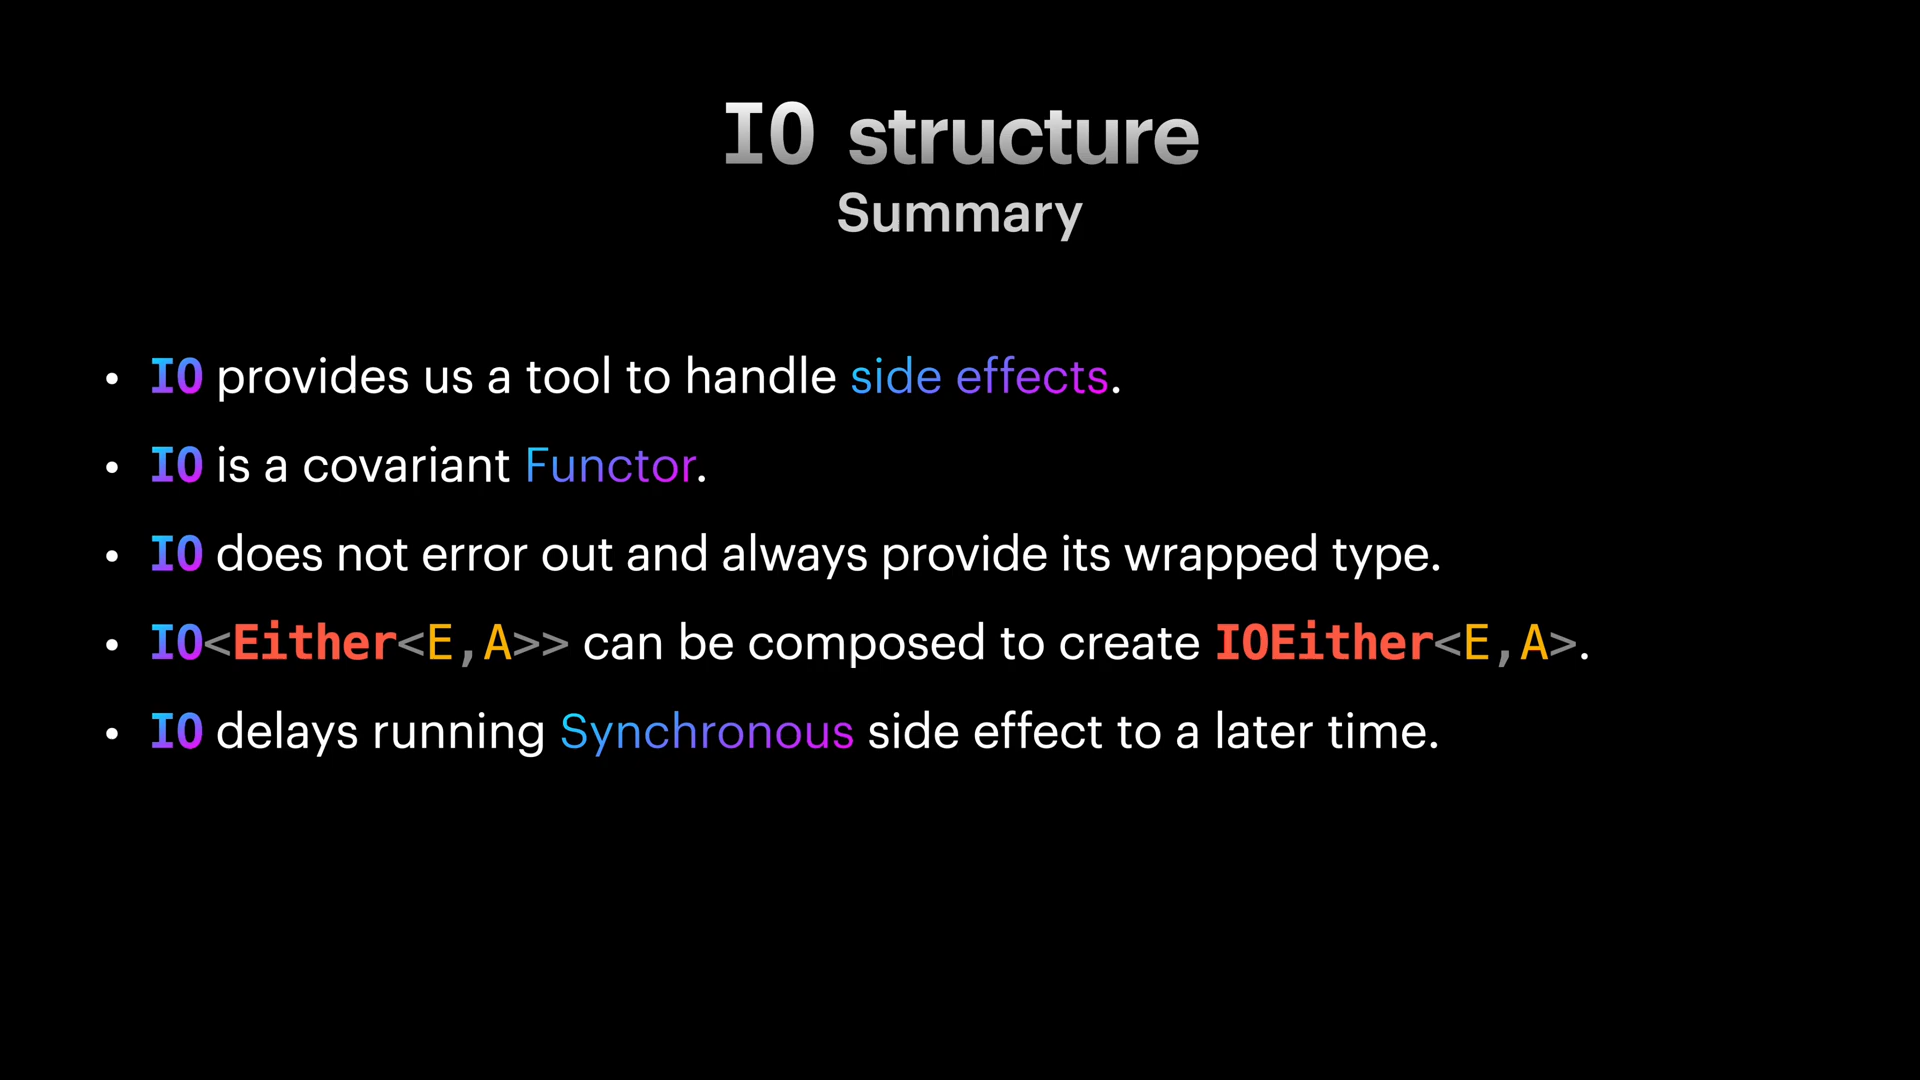 IO structure
Summary
• IO provides us a tool to handle side effects.
• IO is a covariant Functor.
• IO does not error out and always provide its wrapped type.
• IO<Either<E,A>> can be composed to create IOEither<E,A>.
• IO delays running Synchronous side effect to a later time.